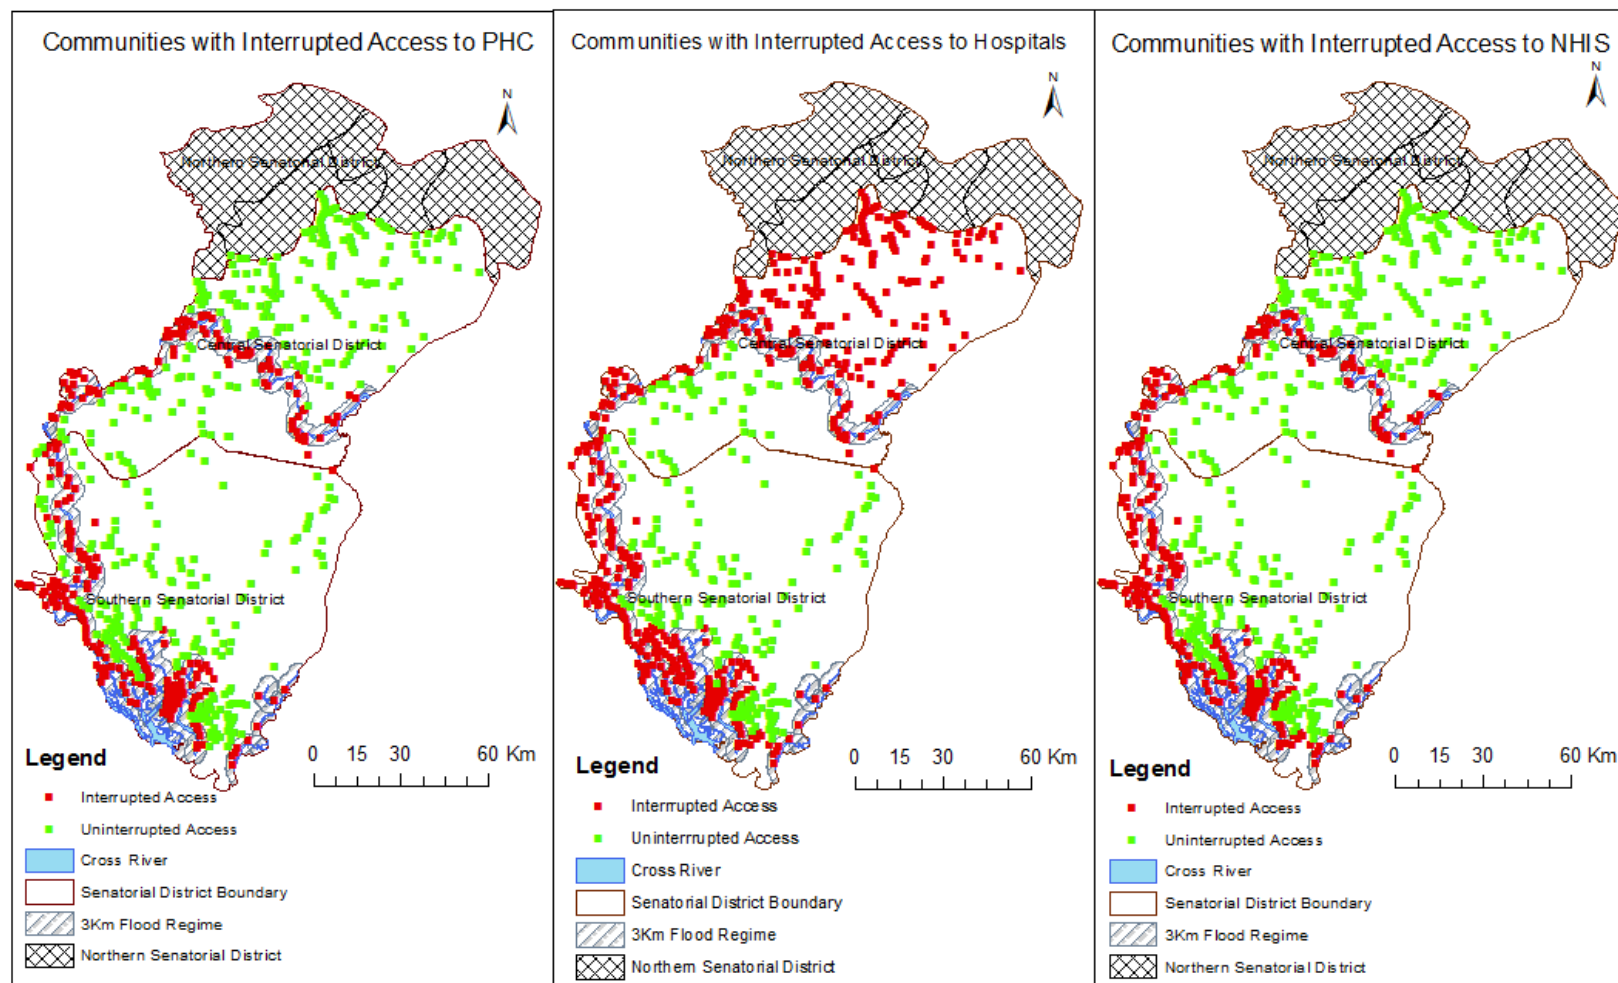 Communities with Interrupted Access to PHC
N
Northern Senatorial District
Central Senatorial District
Southern Senatorial District
0 15 30 60 Km
Legend
Interrupted Access
Uninterrupted Access
Cross River
Senatorial District Boundary
3Km Flood Regime
Northern Senatorial District
Communities with Interrupted Access to Hospitals
N
Northern Senatorial District
Central Senatorial District
Southern Senatorial District
0 15 30 60 Km
Legend
Interrrupted Access
Uninterrrupted Access
Cross River
Senatorial District Boundary
3Km Flood Regime
Northern Senatorial District
Communities with Interrupted Access to NHIS
N
Northern Senatorial District
Central Senatorial District
Southern Senatorial District
0 15 30 60 Km
Legend
Interrupted Access
Uninterrupted Access
Cross River
Senatorial District Boundary
3Km Flood Regime
Northern Senatorial District